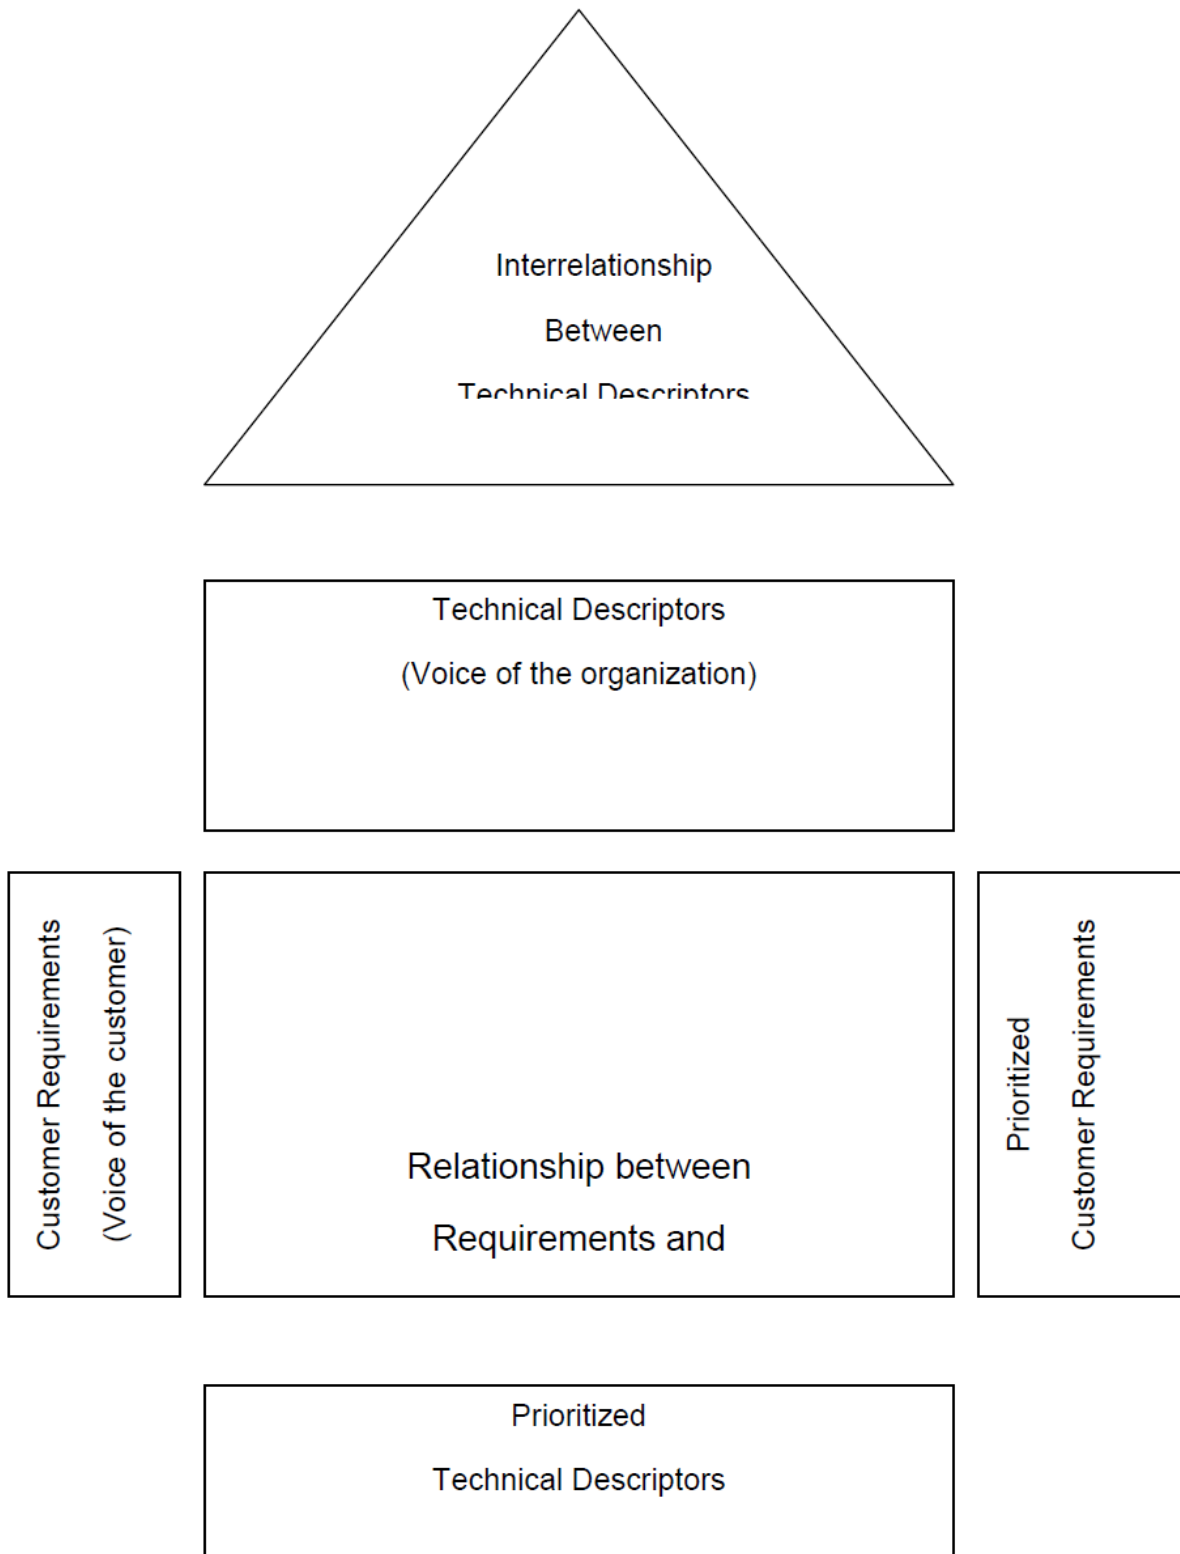 Interrelationship
Between
Technical Descriptors
Technical Descriptors
(Voice of the organization)
Customer Requirements
(Voice of the customer)
Relationship between
Requirements and
Prioritized
Customer Requirements
Prioritized
Technical Descriptors